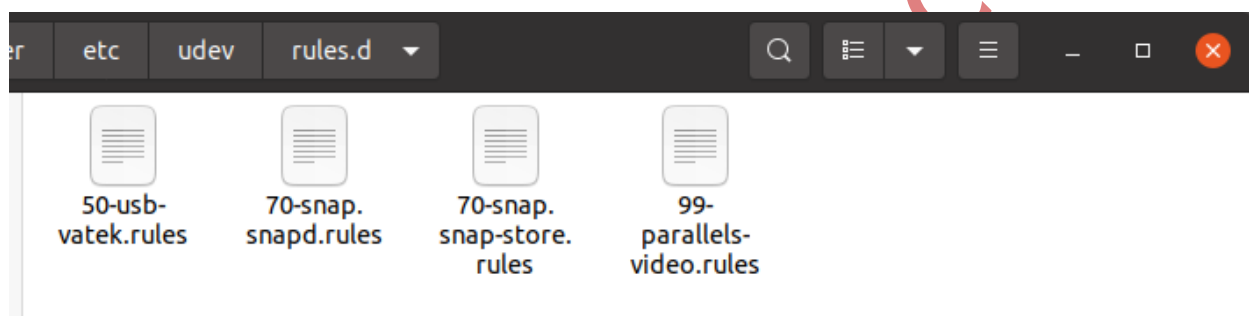 er etc udev rules.d
50-usb-
vatek.rules
70-snap.
snapd.rules
70-snap.
snap-store.
rules
99-
parallels-
video.rules